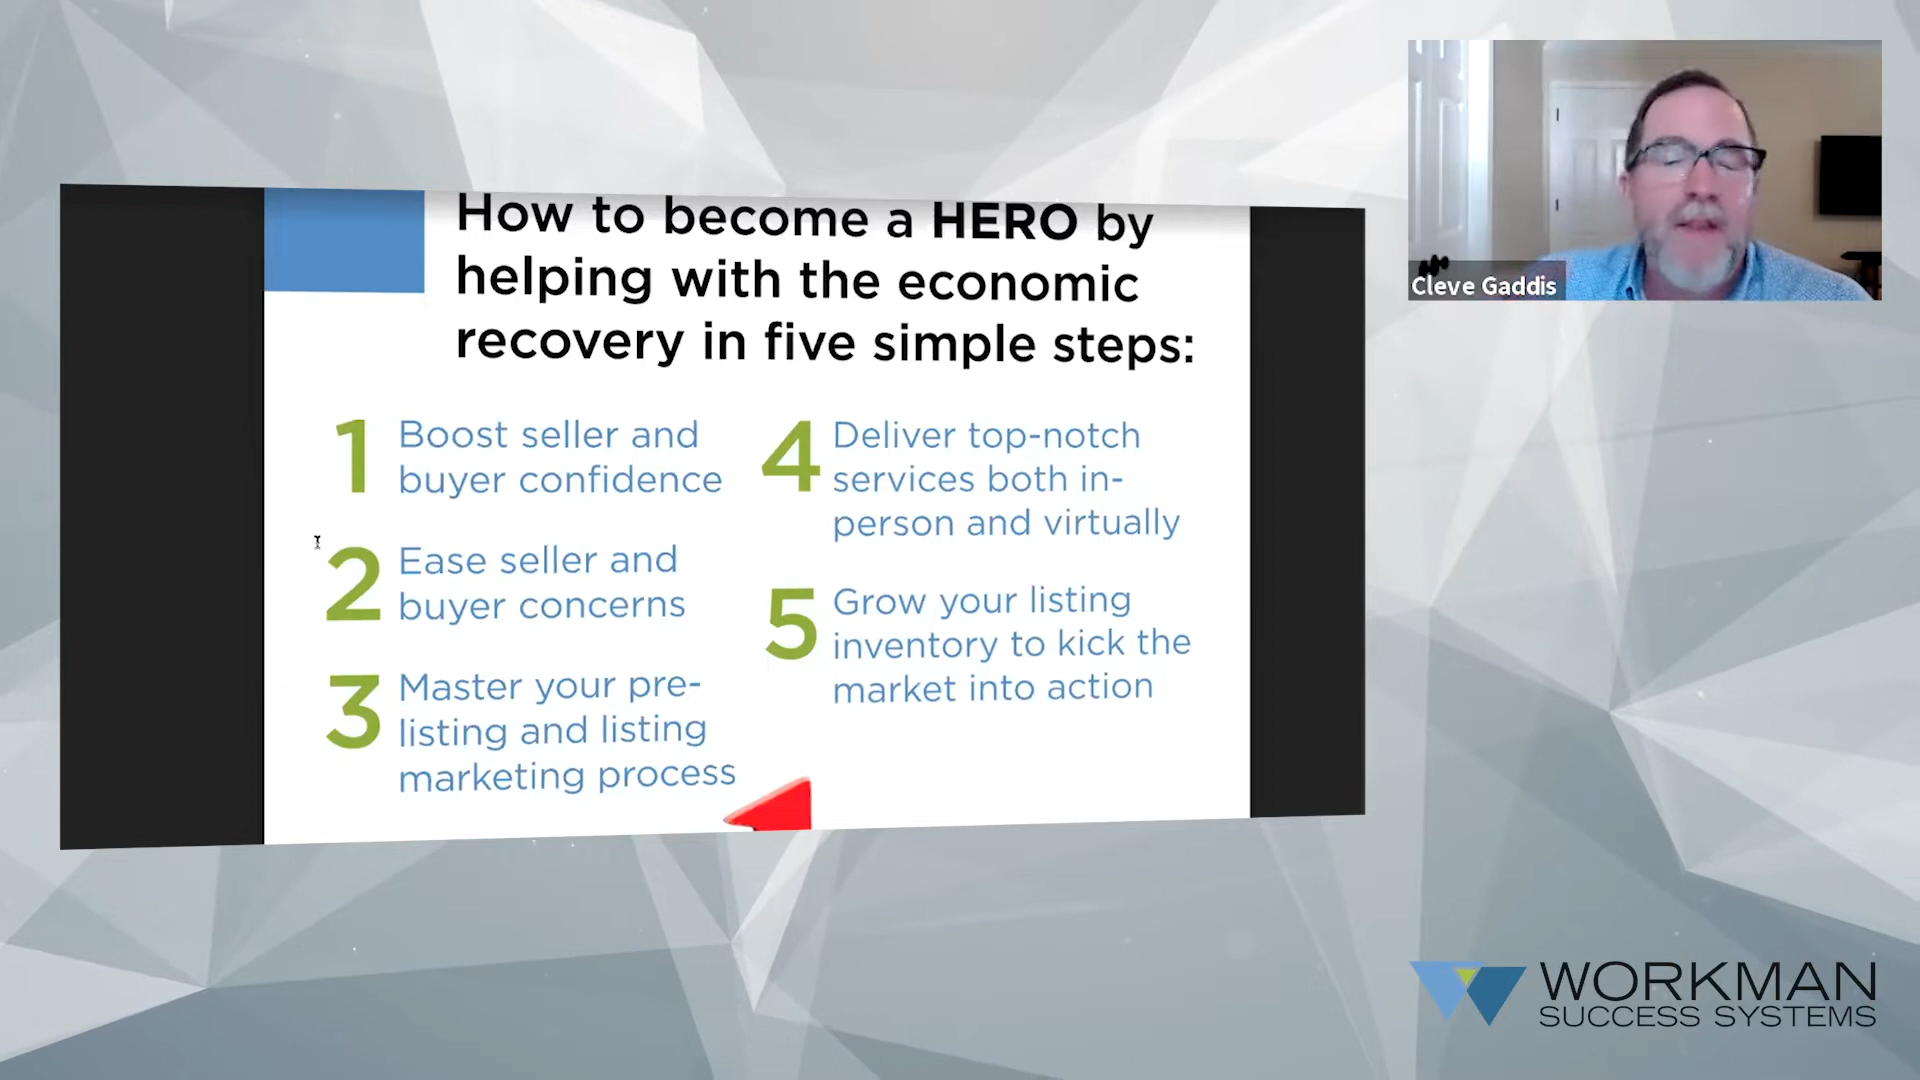 How to become a HERO by
helping with the economic
recovery in five simple steps:
1 Boost seller and
buyer confidence
2 Ease seller and
buyer concerns
3 Master your pre-
listing and listing
marketing process
4 Deliver top-notch
services both in-
person and virtually
5 Grow your listing
inventory to kick the
market into action
Cleve Gaddis
WORKMAN
SUCCESS SYSTEMS